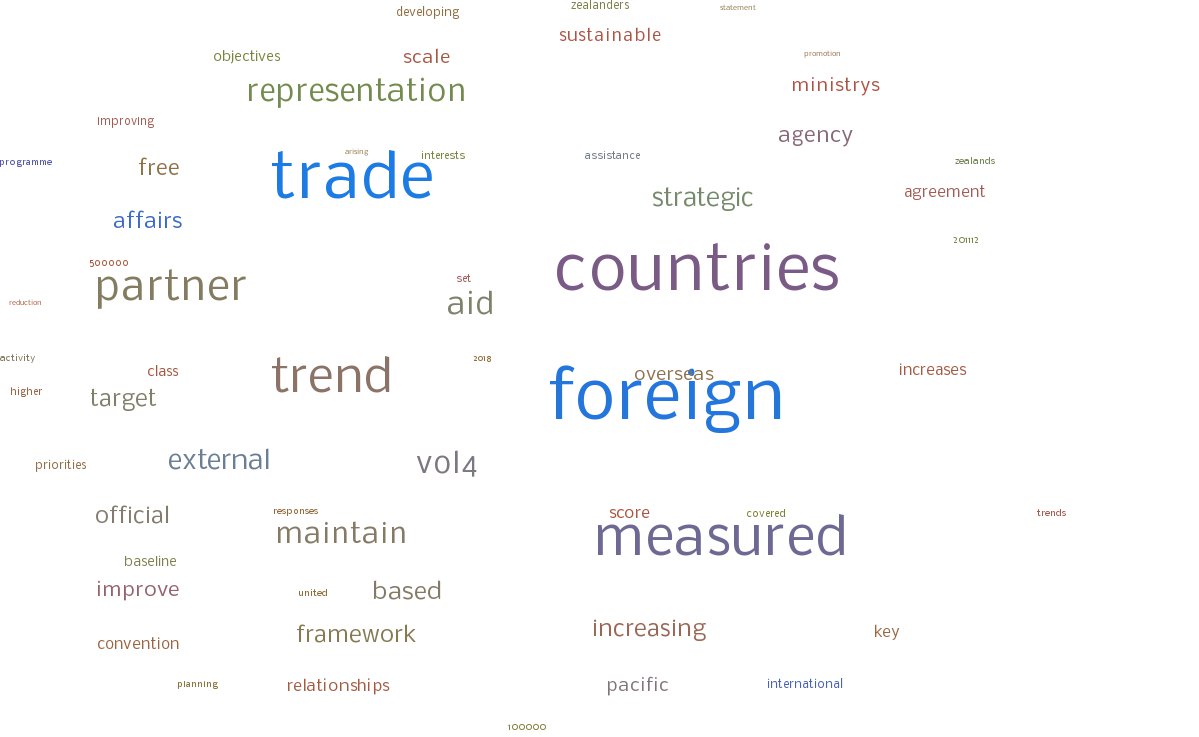 zealanders
statement
developing
sustainable
promotion
objectives
scale
ministrys
representation
improving
agency
arising
interests
assistance
programme
zealands
free
trade
strategic
agreement
affairs
201112
500000
countries
set
partner
aid
reduction
activity
2018
class
overseas
increases
higher
target
trend
foreign
priorities
external
vol4
responses
score
covered
trends
official
maintain
measured
baseline
improve
united
based
increasing
key
framework
convention
planning
relationships
pacific
international
100000